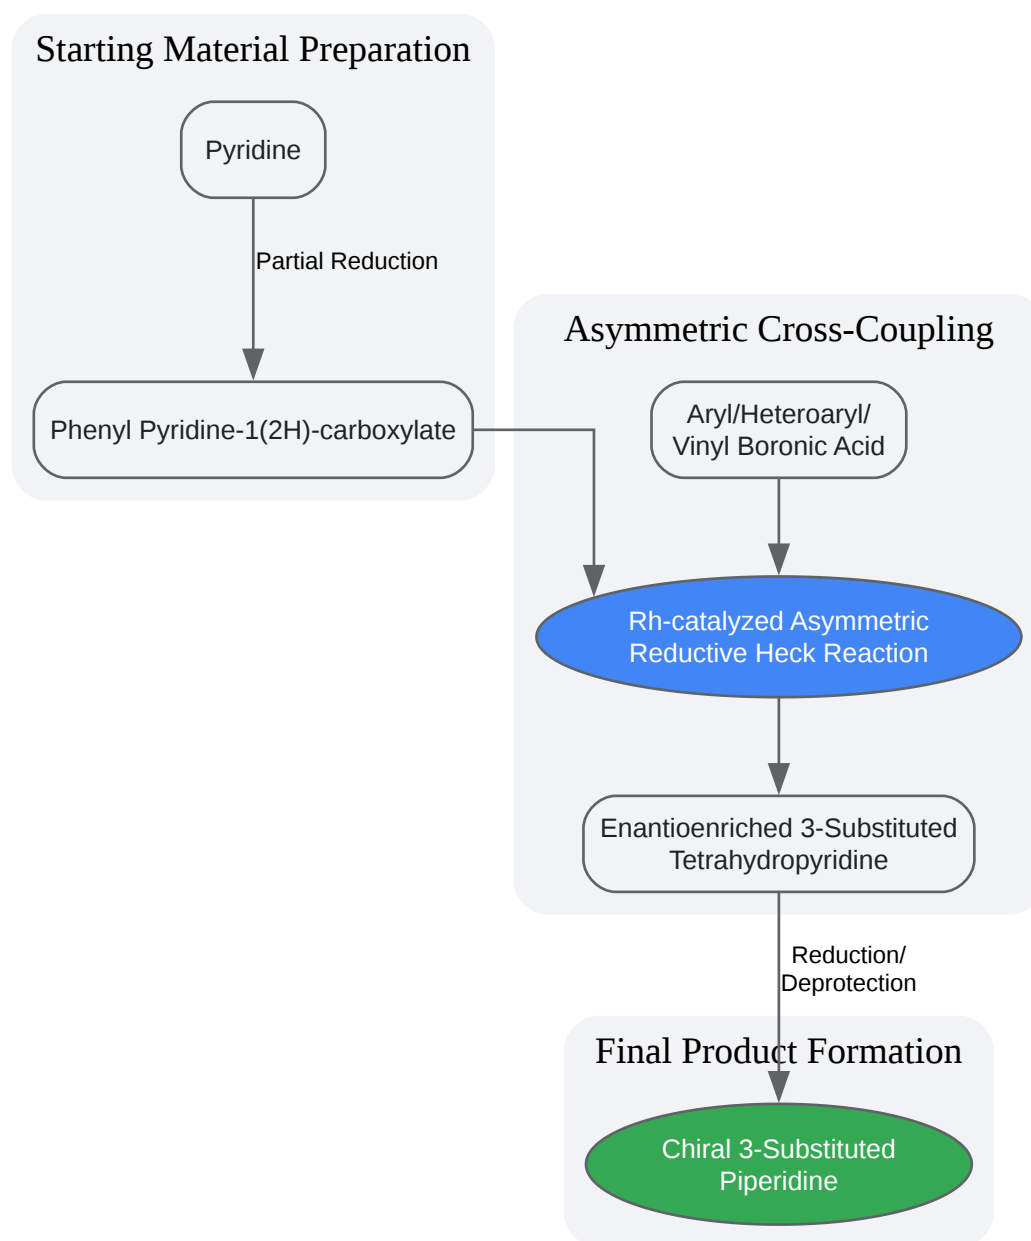 Starting Material Preparation
Pyridine
Partial Reduction
Phenyl Pyridine-1(2H)-carboxylate
Asymmetric Cross-Coupling
Aryl/Heteroaryl/
Vinyl Boronic Acid
Rh-catalyzed Asymmetric
Reductive Heck Reaction
Enantioenriched 3-Substituted
Tetrahydropyridine
Reduction/
Deprotection
Final Product Formation
Chiral 3-Substituted
Piperidine